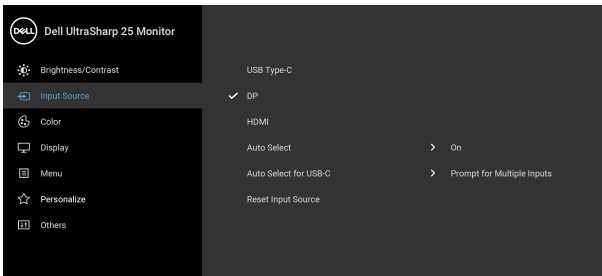 DELL Dell UltraSharp 25 Monitor
Brightness/Contrast
Input Source
Color
Display
Menu
Personalize
Others
USB Type-C
DP
HDMI
Auto Select On
Auto Select for USB-C Prompt for Multiple Inputs
Reset Input Source